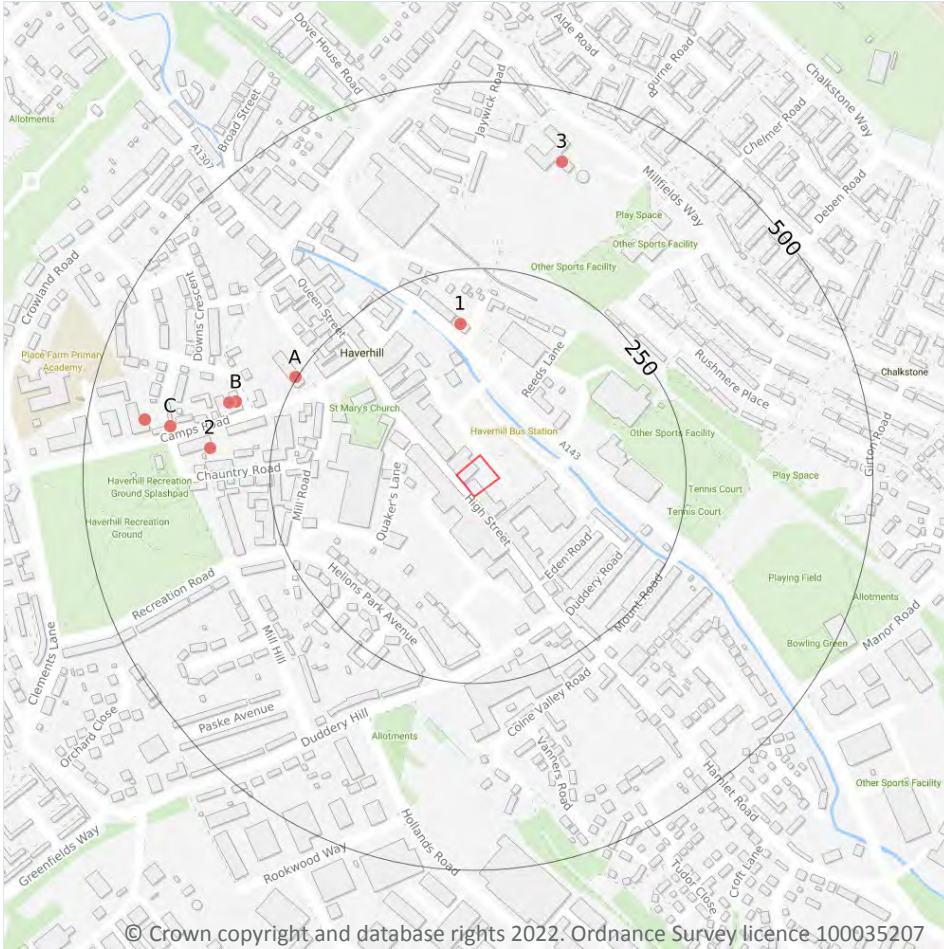 Dove House Road
Alde Road
Burne Road
Chalkstone Way
Allotments
Broad Street
A1307
Jaywick Road
Chelmer Road
3
Millfields Way
Deben Road
Play Space
Other Sports Facility
500
Crowland Road
Downs Crescent
Queen Street
Other Sports Facility
1
250
Place Farm Primary
Academy
A
Haverhill
Reeds Lane
Rushmere Place
Chalkstone
B
C
Camps Road
St Mary's Church
2
Haverhill Bus Station
A143
Other Sports Facility
Girton Road
Chauntry Road
Mill Road
Quaker's Lane
Haverhill Recreation
Ground Splashpad
Haverhill Recreation
Ground
High Street
Tennis Court
Play Space
Tennis Court
Eden Road
Duddery Road
Mount Road
Playing Field
Allotments
Recreation Road
Hellons Park Avenue
Clements Lane
Mill Hill
Bowling Green
Manor Road
Orchard Close
Paske Avenue
Duddery Hill
Colne Valley Road
Allotments
Vanners Road
Hamlet Road
Other Sports Facility
Greenfields Way
Rookwood Way
Hollands Road
Tudor Close
Croft Lane
© Crown copyright and database rights 2022. Ordnance Survey licence 100035207